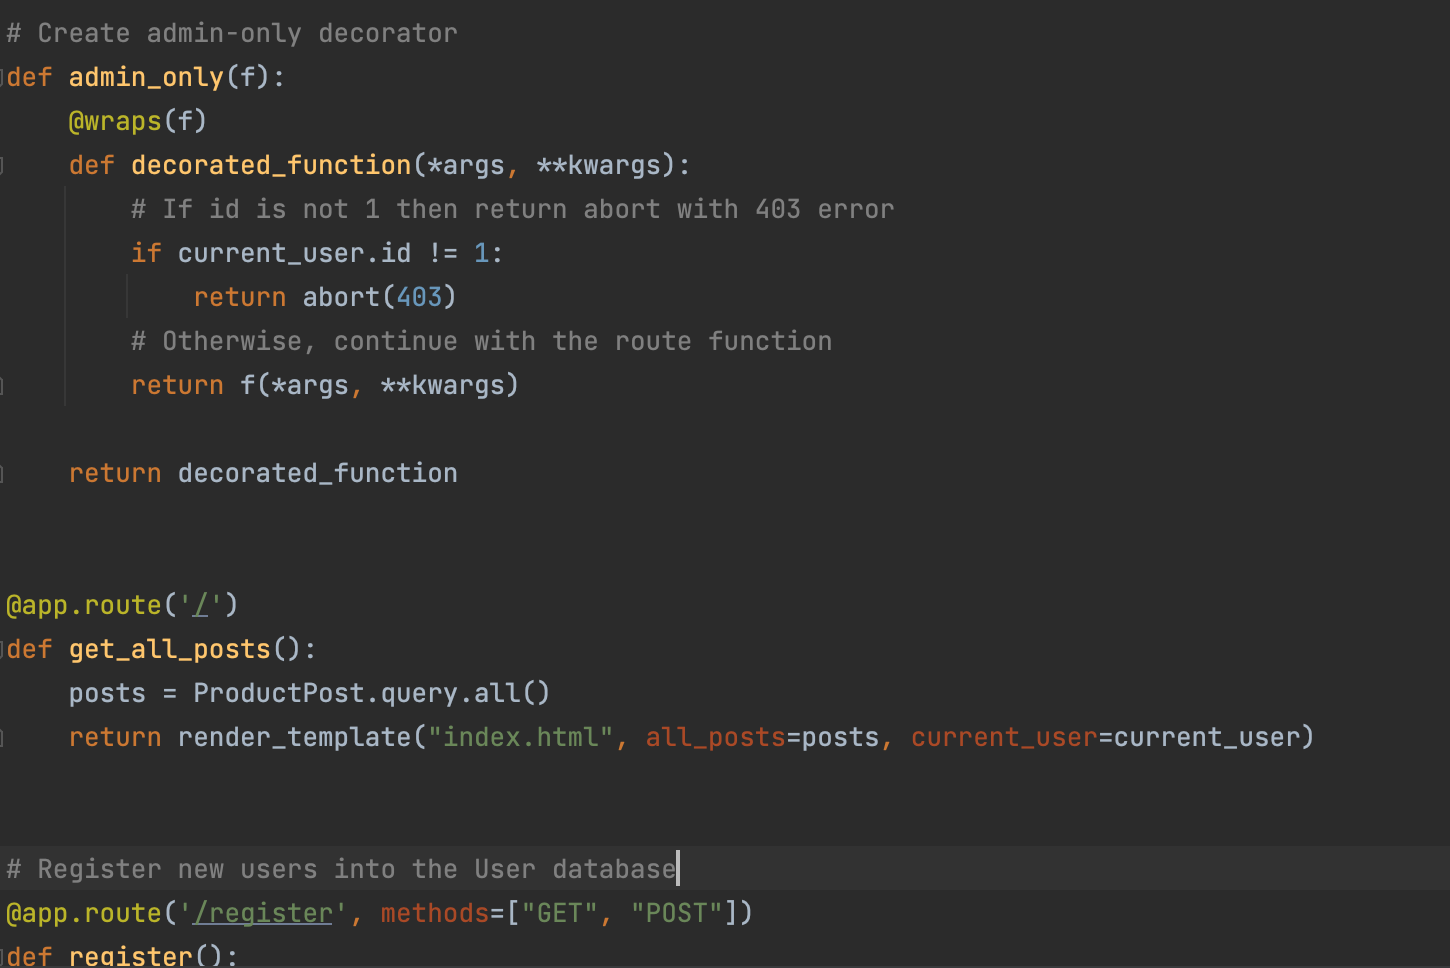 # Create admin-only decorator
def admin_only(f):
    @wraps(f)
    def decorated_function(*args, **kwargs):
        # If id is not 1 then return abort with 403 error
        if current_user.id != 1:
            return abort(403)
        # Otherwise, continue with the route function
        return f(*args, **kwargs)
    return decorated_function
@app.route('/')
def get_all_posts():
    posts = ProductPost.query.all()
    return render_template("index.html", all_posts=posts, current_user=current_user)
# Register new users into the User database
@app.route('/register', methods=["GET", "POST"])
def register():